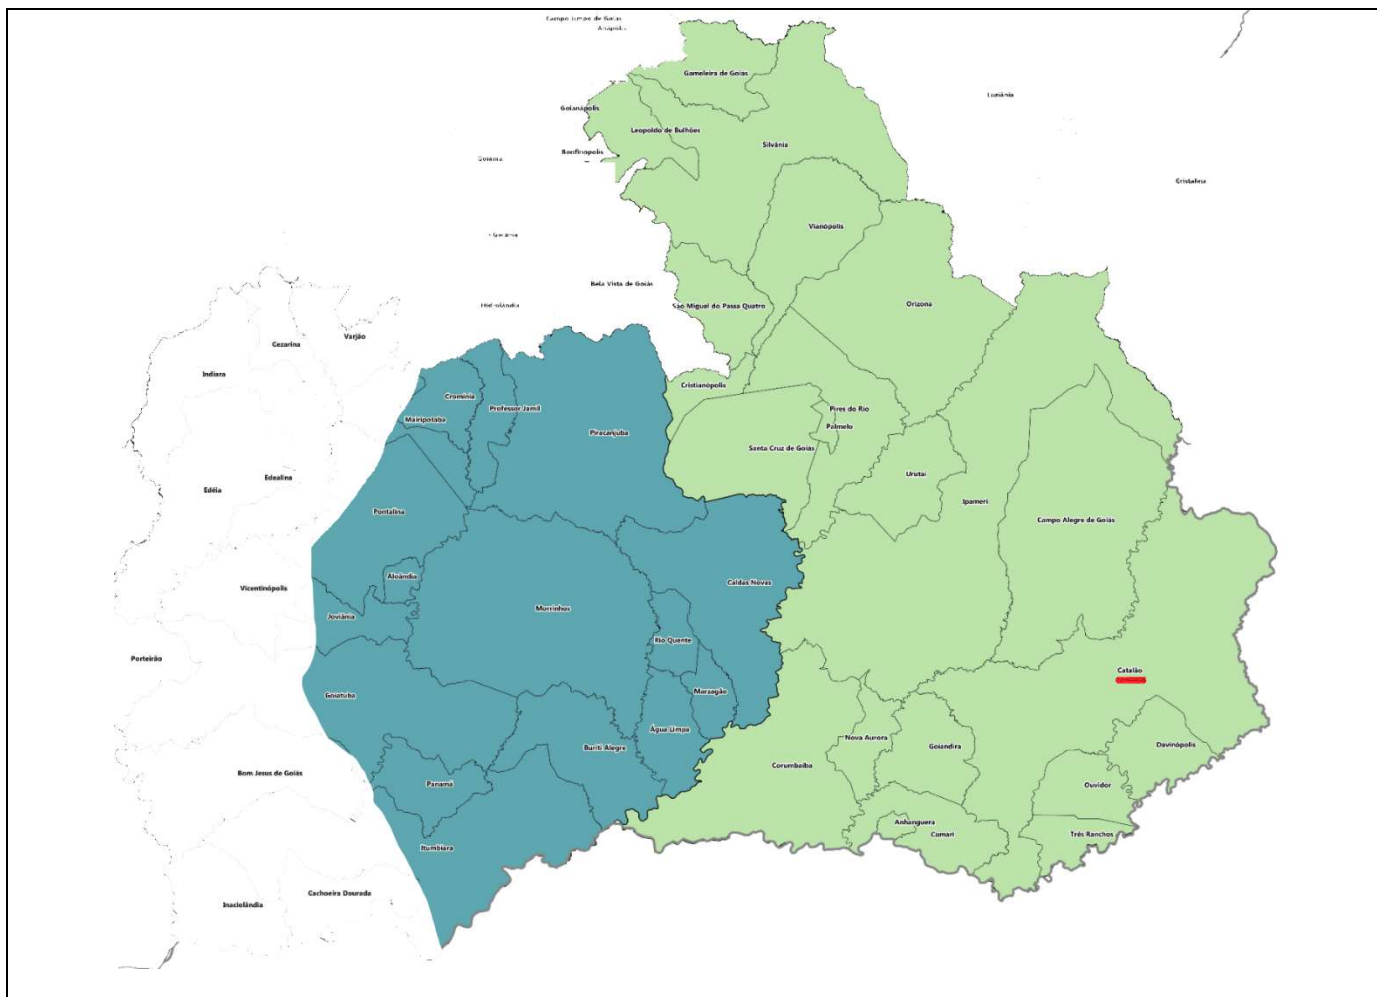 Campo Limpo de Goiás
Anápolis
Gameleira de Goiás
Luziânia
Goianápolis
Leopoldo de Bulhões
Silvânia
Bonfinopolis
Goiânia
Cristalina
Vianópolis
Bela Vista de Goiás
Hidrolândia
São Miguel do Passa Quatro
Orizona
Varjão
Cezarina
Indiara
Cristianópolis
Cromínia
Professor Jamil
Pires do Rio
Mairipotaba
Palmelo
Piracanjuba
Santa Cruz de Goiás
Urutaí
Edealina
Edéia
Ipameri
Pontalina
Campo Alegre de Goiás
Aloândia
Caldas Novas
Vicentinópolis
Morrinhos
Joviânia
Rio Quente
Porteirão
Catalão
Marzagão
Goiatuba
Água Limpa
Nova Aurora
Davinópolis
Buriti Alegre
Goiandira
Corumbaíba
Bom Jesus de Goiás
Panamá
Ouvidor
Anhanguera
Cumari
Três Ranchos
Itumbiara
Cachoeira Dourada
Inaciolândia